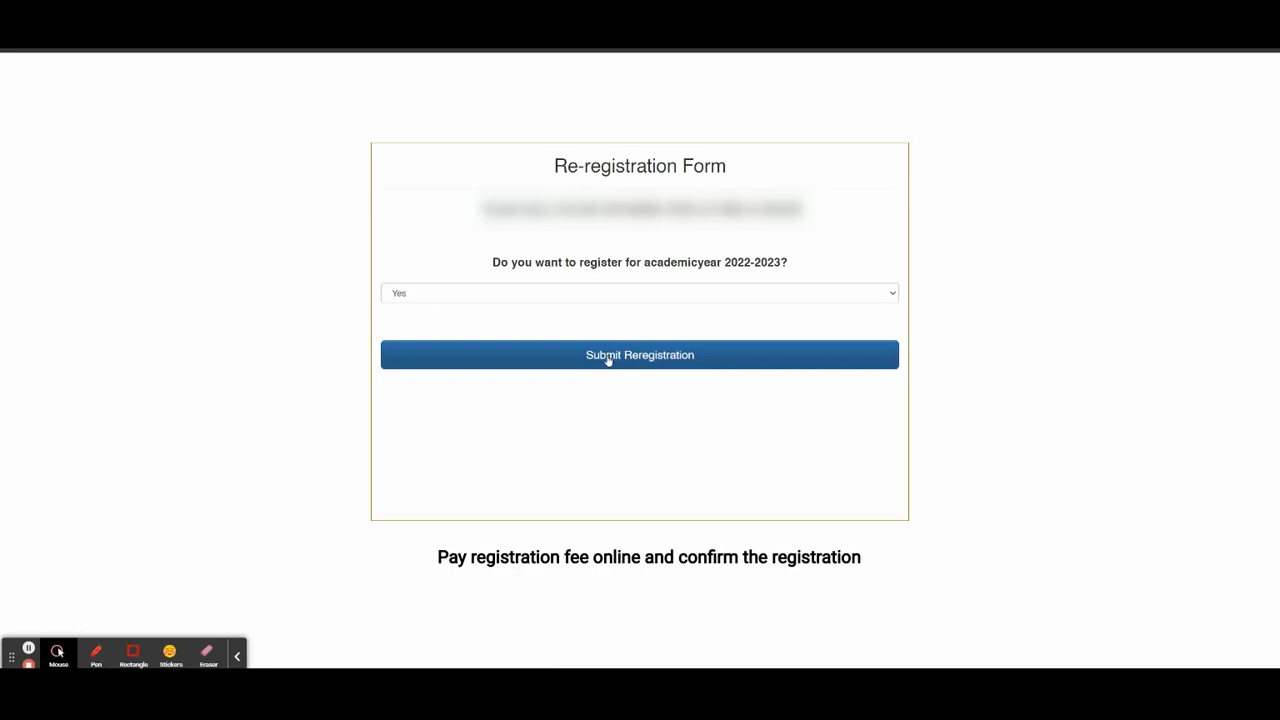 Re-registration Form
Do you want to register for academicyear 2022-2023?
Yes
Submit Reregistration
Pay registration fee online and confirm the registration
Mouse
Pen
Rectangle
Stickers
Eraser